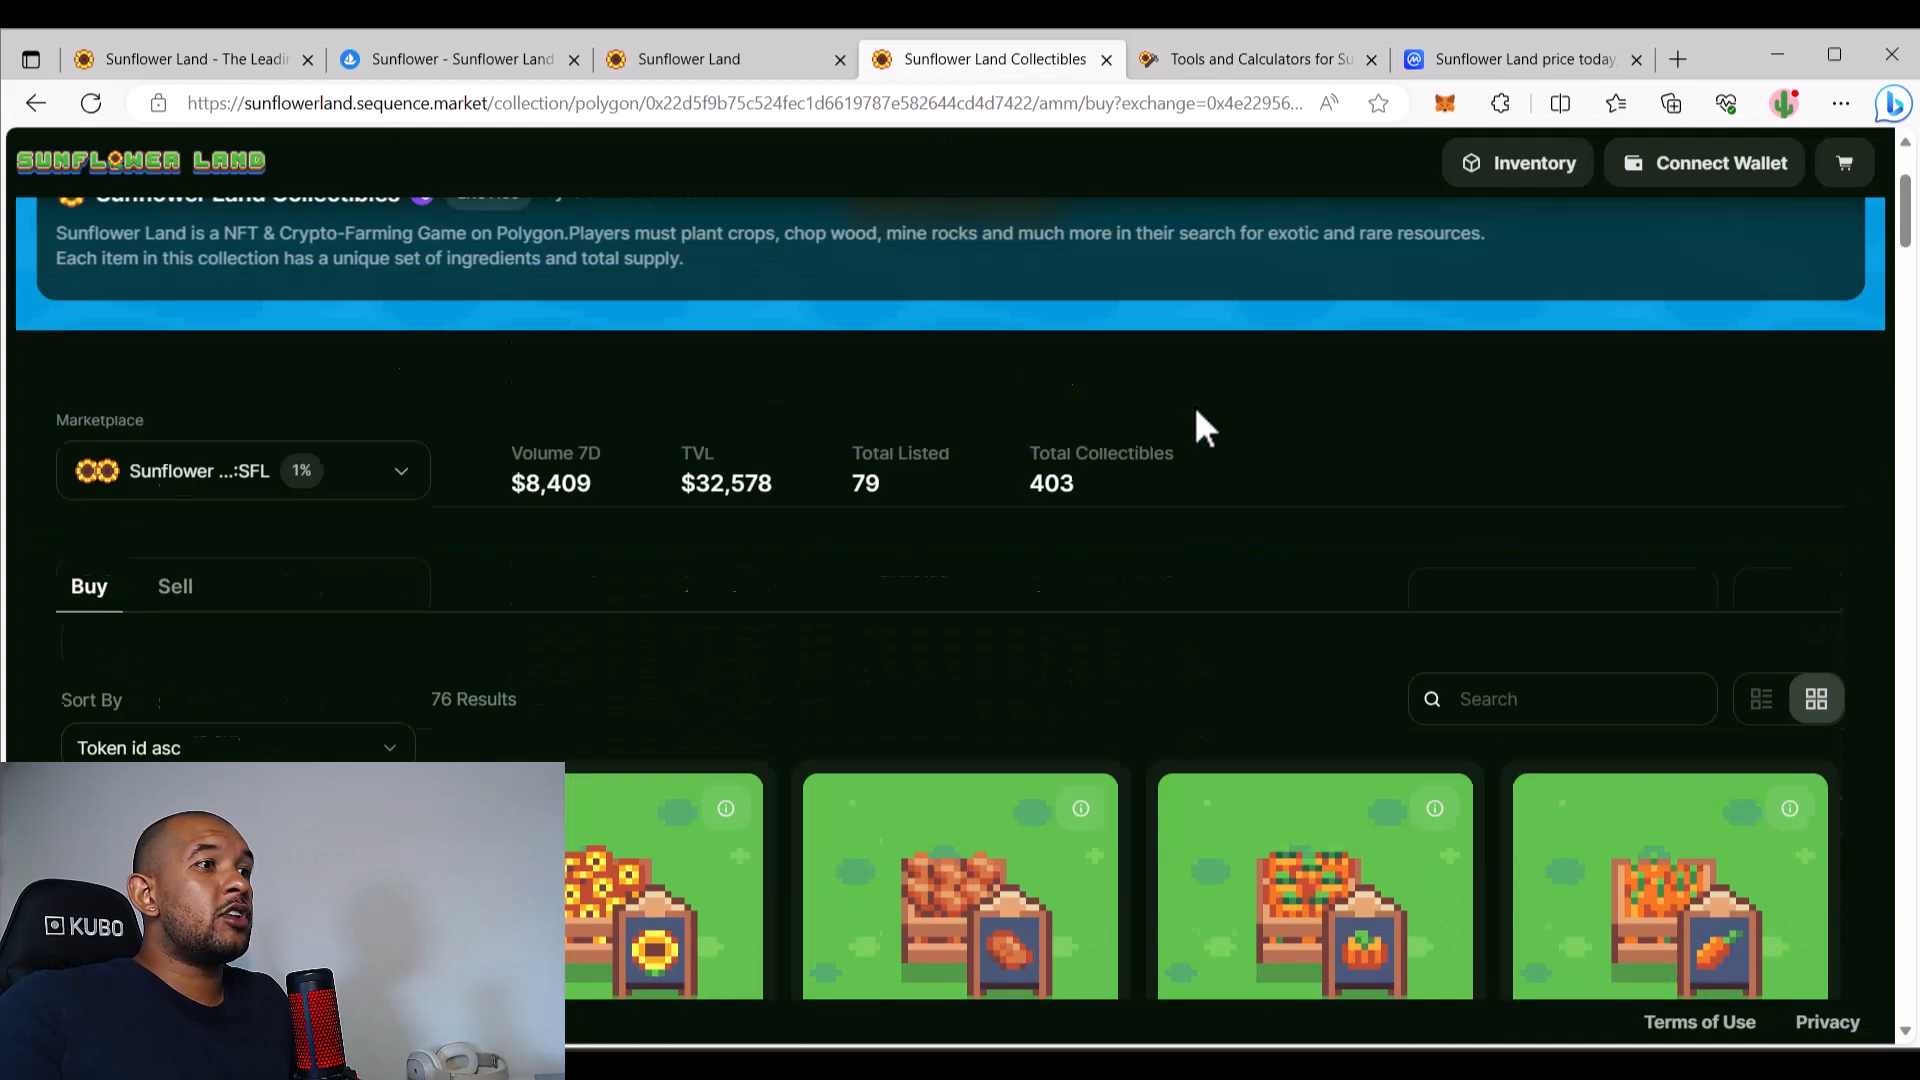 Sunflower Land - The Leadin
Sunflower - Sunflower Land
Sunflower Land
Sunflower Land Collectibles
Tools and Calculators for Su
Sunflower Land price today,
https://sunflowerland.sequence.market/collection/polygon/0x22d5f9b75c524fec1d6619787e582644cd4d7422/amm/buy?exchange=0x4e22956...
SUNFLOWER LAND
Inventory
Connect Wallet
Sunflower Land Collectibles
Sunflower Land is a NFT & Crypto-Farming Game on Polygon.Players must plant crops, chop wood, mine rocks and much more in their search for exotic and rare resources.
Each item in this collection has a unique set of ingredients and total supply.
Marketplace
Sunflower ...:SFL 1%
Volume 7D
$8,409
TVL
$32,578
Total Listed
79
Total Collectibles
403
Buy
Sell
Sort By
76 Results
Search
Token id asc
KUBO
Terms of Use
Privacy